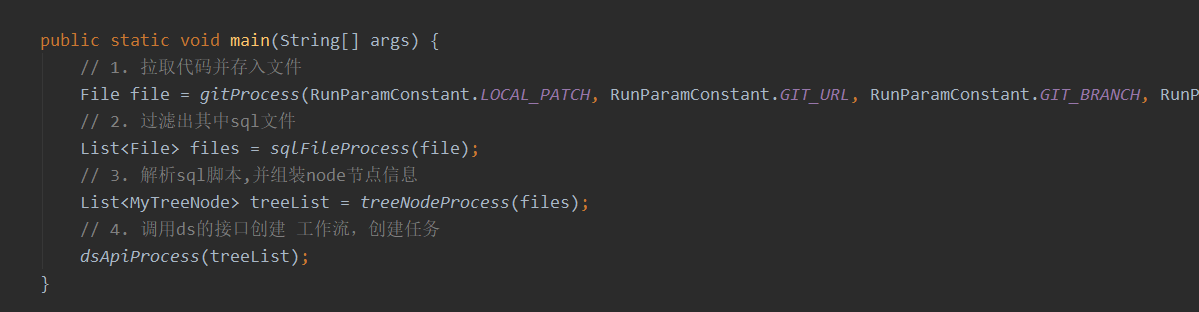 public static void main(String[] args) {
// 1. 拉取代码并存入文件
File file = gitProcess(RunParamConstant.LOCAL_PATCH, RunParamConstant.GIT_URL, RunParamConstant.GIT_BRANCH, RunP
// 2. 过滤出其中sql文件
List<File> files = sqlFileProcess(file);
// 3. 解析sql脚本,并组装node节点信息
List<MyTreeNode> treeList = treeNodeProcess(files);
// 4. 调用ds的接口创建 工作流，创建任务
dsApiProcess(treeList);
}